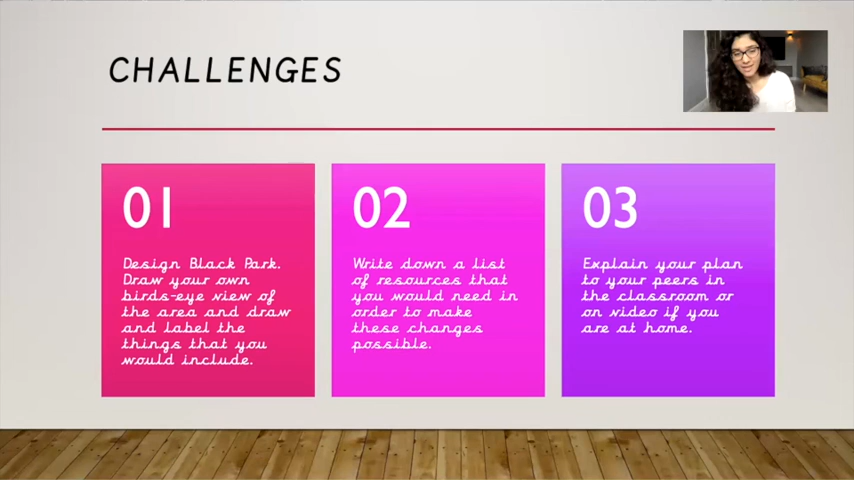 CHALLENGES
01
Design Black Park.
Draw your own
birds-eye view of
the area and draw
and label the
things that you
would include.
02
Write down a list
of resources that
you would need in
order to make
these changes
possible.
03
Explain your plan
to your peers in
the classroom or
on video if you
are at home.